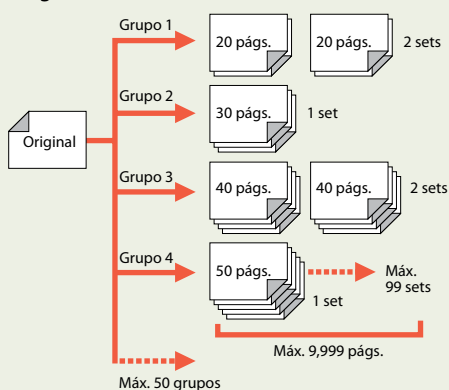 Grupo 1
20 págs.
20 págs.
2 sets
Grupo 2
30 págs.
1 set
Original
Grupo 3
40 págs.
40 págs.
2 sets
Grupo 4
50 págs.
1 set
Máx.
99 sets
Máx. 9,999 págs.
Máx. 50 grupos